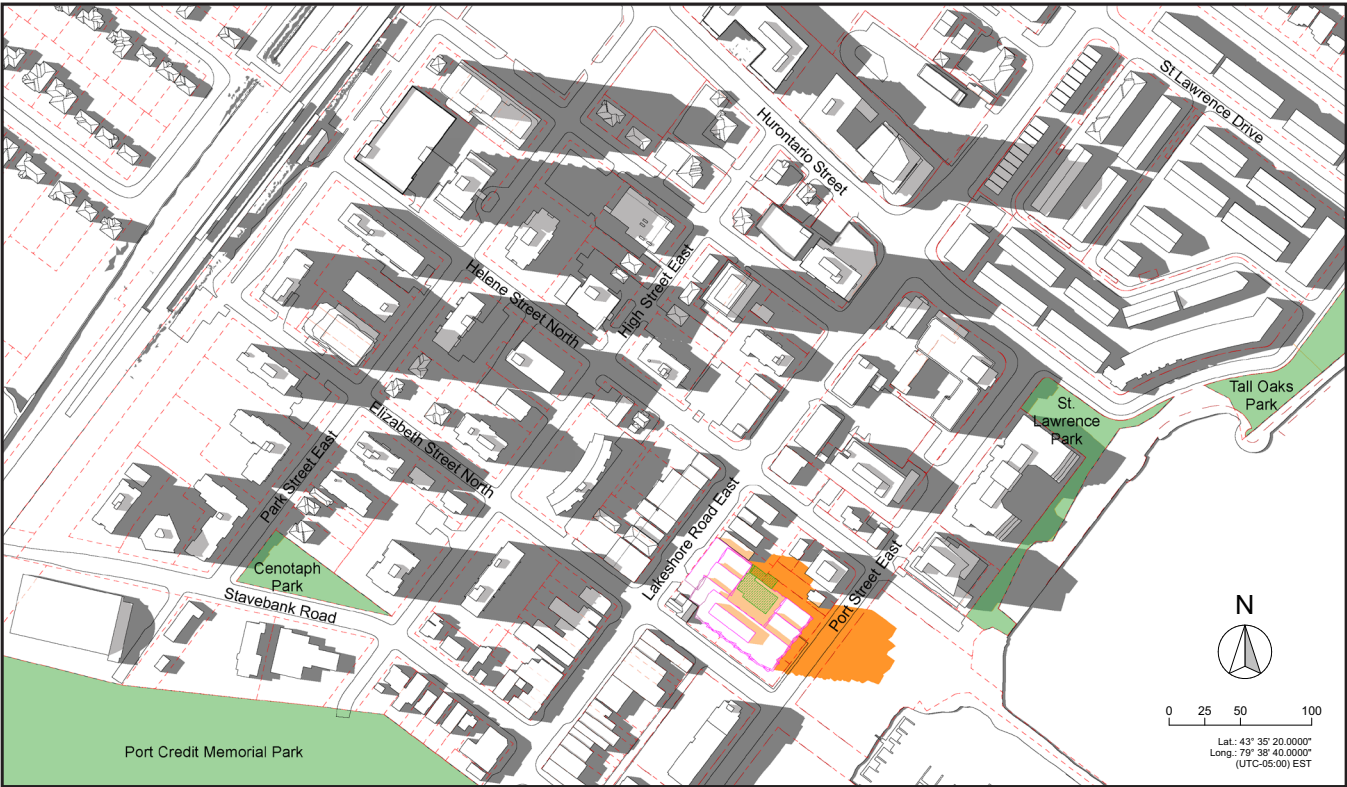 St Lawrence Drive
Hurontario Street
High Street East
Helene Street North
Tall Oaks
Park
St.
Lawrence
Park
Elizabeth Street North
Park Street East
Lakeshore Road East
Port Street East
Cenotaph
Park
Stavebank Road
N
0 25 50 100
Port Credit Memorial Park
Lat.: 43° 35' 20.0000"
Long.: 79° 38' 40.0000"
(UTC-05:00) EST